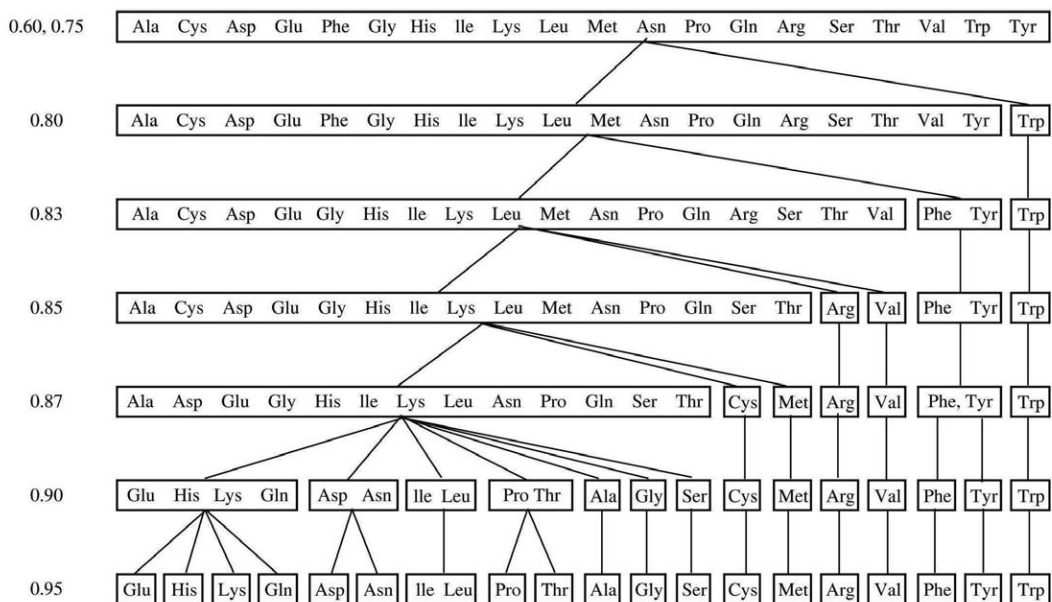 0.60, 0.75 Ala Cys Asp Glu Phe Gly His lle Lys Leu Met Asn Pro Gln Arg Ser Thr Val Trp Tyr
0.80 Ala Cys Asp Glu Phe Gly His lle Lys Leu Met Asn Pro Gln Arg Ser Thr Val Tyr Trp
0.83 Ala Cys Asp Glu Gly His lle Lys Leu Met Asn Pro Gln Arg Ser Thr Val Phe Tyr Trp
0.85 Ala Cys Asp Glu Gly His lle Lys Leu Met Asn Pro Gln Ser Thr Arg Val Phe Tyr Trp
0.87 Ala Asp Glu Gly His lle Lys Leu Asn Pro Gln Ser Thr Cys Met Arg Val Phe, Tyr Trp
0.90 Glu His Lys Gln Asp Asn lle Leu Pro Thr Ala Gly Ser Cys Met Arg Val Phe Tyr Trp
0.95 Glu His Lys Gln Asp Asn lle Leu Pro Thr Ala Gly Ser Cys Met Arg Val Phe Tyr Trp